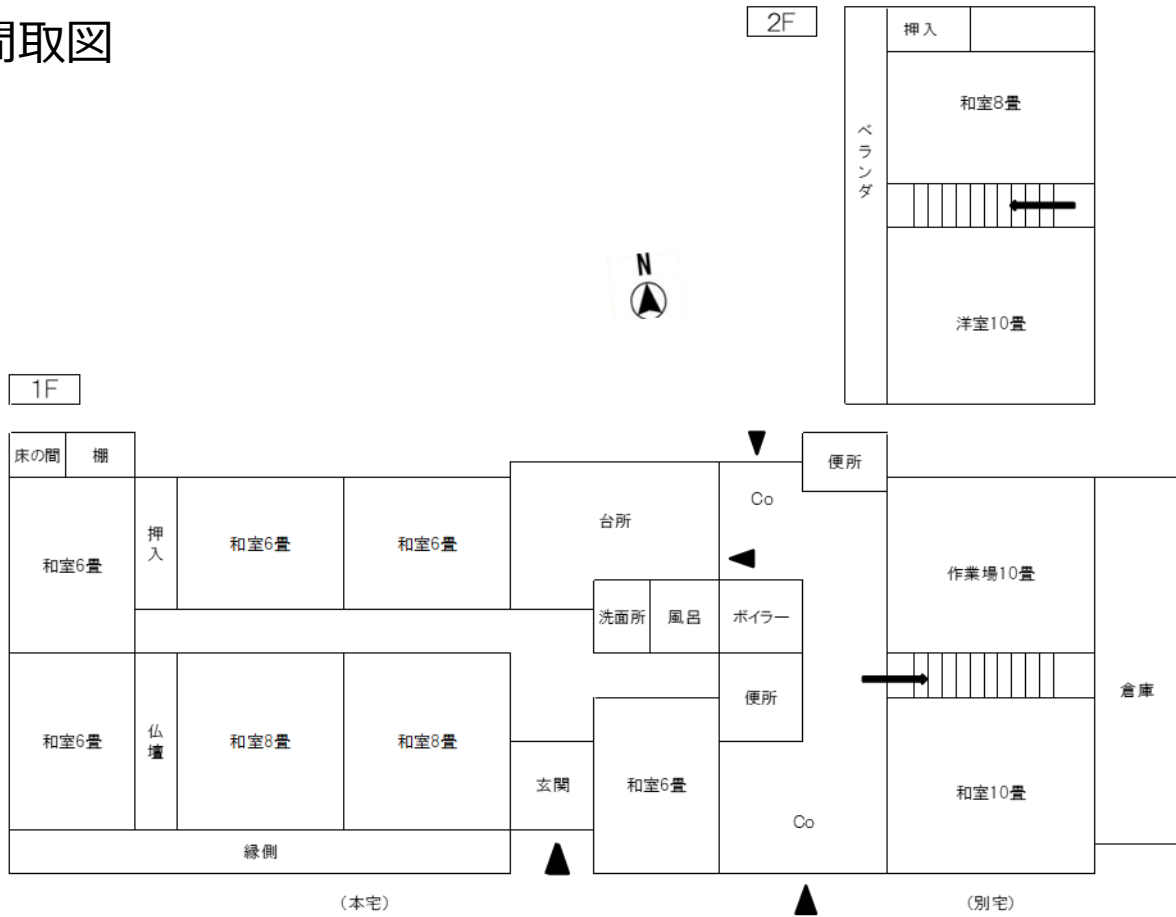 間取図
2F
押入
和室8畳
ベランダ
洋室10畳
N
1F
床の間
棚
和室6畳
押入
和室6畳
和室6畳
台所
Co
便所
作業場10畳
洗面所
風呂
ボイラー
便所
倉庫
和室6畳
仏壇
和室8畳
和室8畳
玄関
和室6畳
Co
和室10畳
縁側
(本宅)
(別宅)